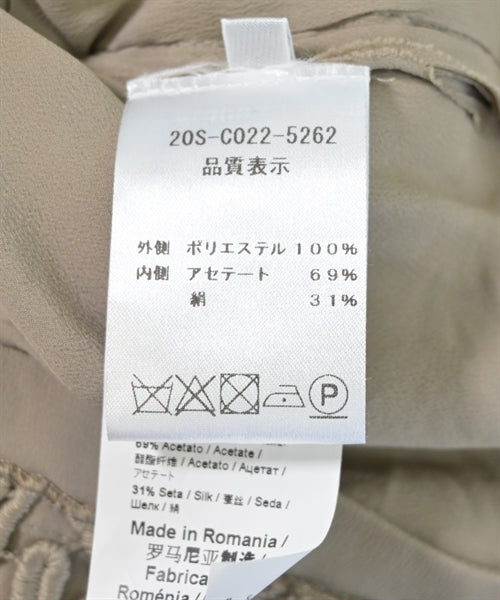 20S-C022-5262
品質表示
外側 ポリエステル 100%
内側 アセテート 69%
絹 31%
P
69% Acetato / Acetate /
醋酯纤维 / Acetato / Ацетат /
アセテート
31% Seta / Silk / 蚕丝 / Seda /
Шелк / 絹
Made in Romania /
罗马尼亚制造 /
Fabrica
Roménia /